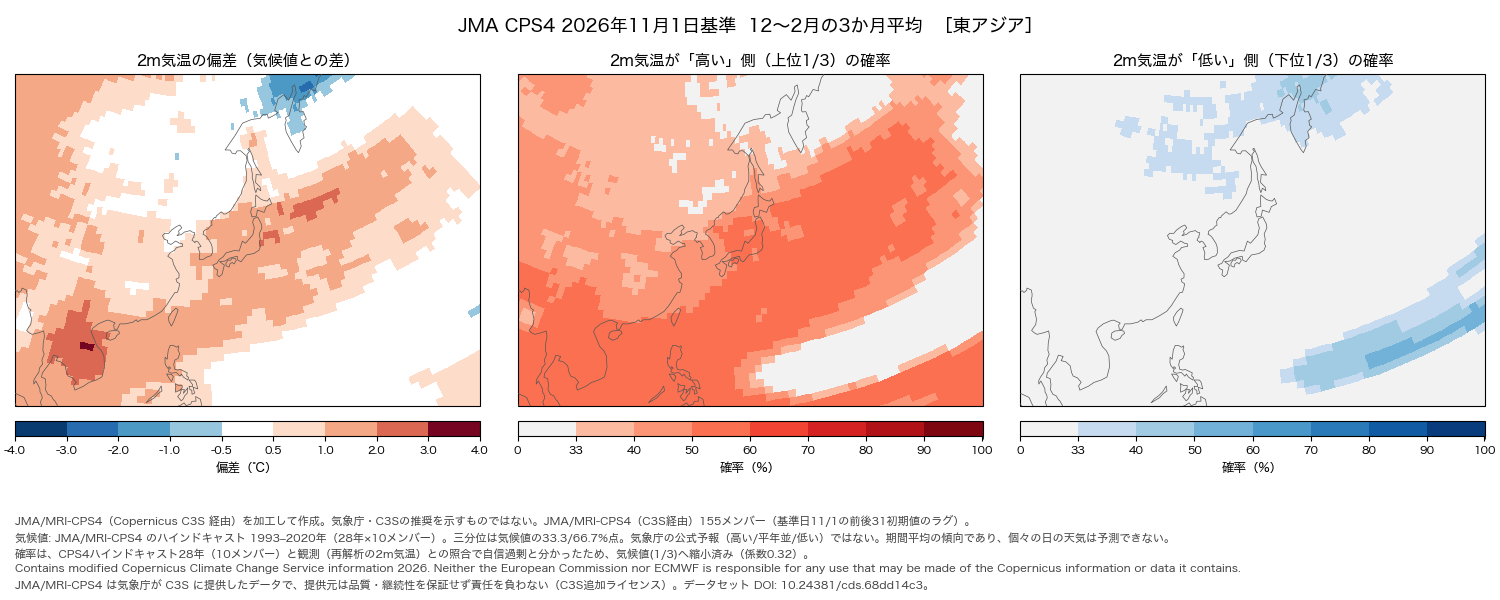 JMA CPS4 2026年11月1日基準 12～2月の3か月平均 ［東アジア］
2m気温の偏差（気候値との差）
2m気温が「高い」側（上位1/3）の確率
2m気温が「低い」側（下位1/3）の確率
-4.0 -3.0 -2.0 -1.0 -0.5 0.5 1.0 2.0 3.0 4.0
偏差（℃）
0 33 40 50 60 70 80 90 100
確率（%）
0 33 40 50 60 70 80 90 100
確率（%）
JMA/MRI-CPS4（Copernicus C3S 経由）を加工して作成。気象庁・C3Sの推奨を示すものではない。JMA/MRI-CPS4（C3S経由）155メンバー（基準日11/1の前後31初期値のラグ）。
気候値: JMA/MRI-CPS4 のハインドキャスト 1993–2020年（28年×10メンバー）。三分位は気候値の33.3/66.7%点。気象庁の公式予報（高い/平年並/低い）ではない。期間平均の傾向であり、個々の日の天気は予測できない。
確率は、CPS4ハインドキャスト28年（10メンバー）と観測（再解析の2m気温）との照合で自信過剰と分かったため、気候値(1/3)へ縮小済み（係数0.32）。
Contains modified Copernicus Climate Change Service information 2026. Neither the European Commission nor ECMWF is responsible for any use that may be made of the Copernicus information or data it contains.
JMA/MRI-CPS4 は気象庁が C3S に提供したデータで、提供元は品質・継続性を保証せず責任を負わない（C3S追加ライセンス）。データセット DOI: 10.24381/cds.68dd14c3。